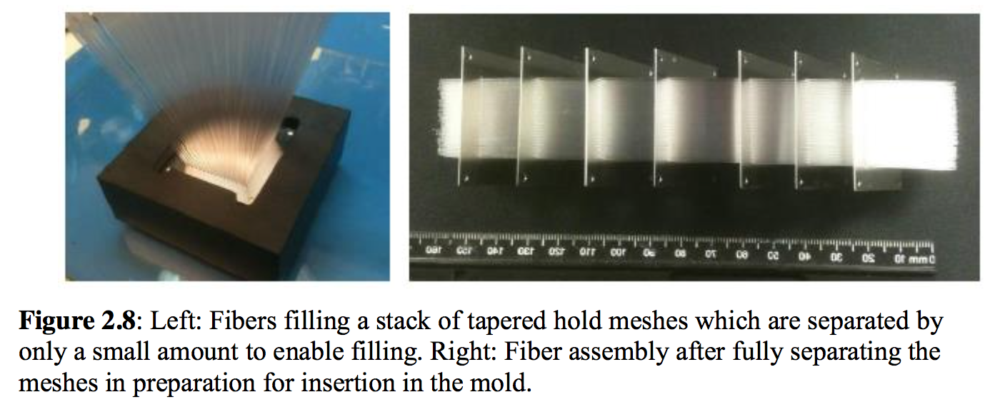 160 150 140 130 120 110 100 90 80 70 60 50 40 30 20 10 mm 0
Figure 2.8: Left: Fibers filling a stack of tapered hold meshes which are separated by
only a small amount to enable filling. Right: Fiber assembly after fully separating the
meshes in preparation for insertion in the mold.